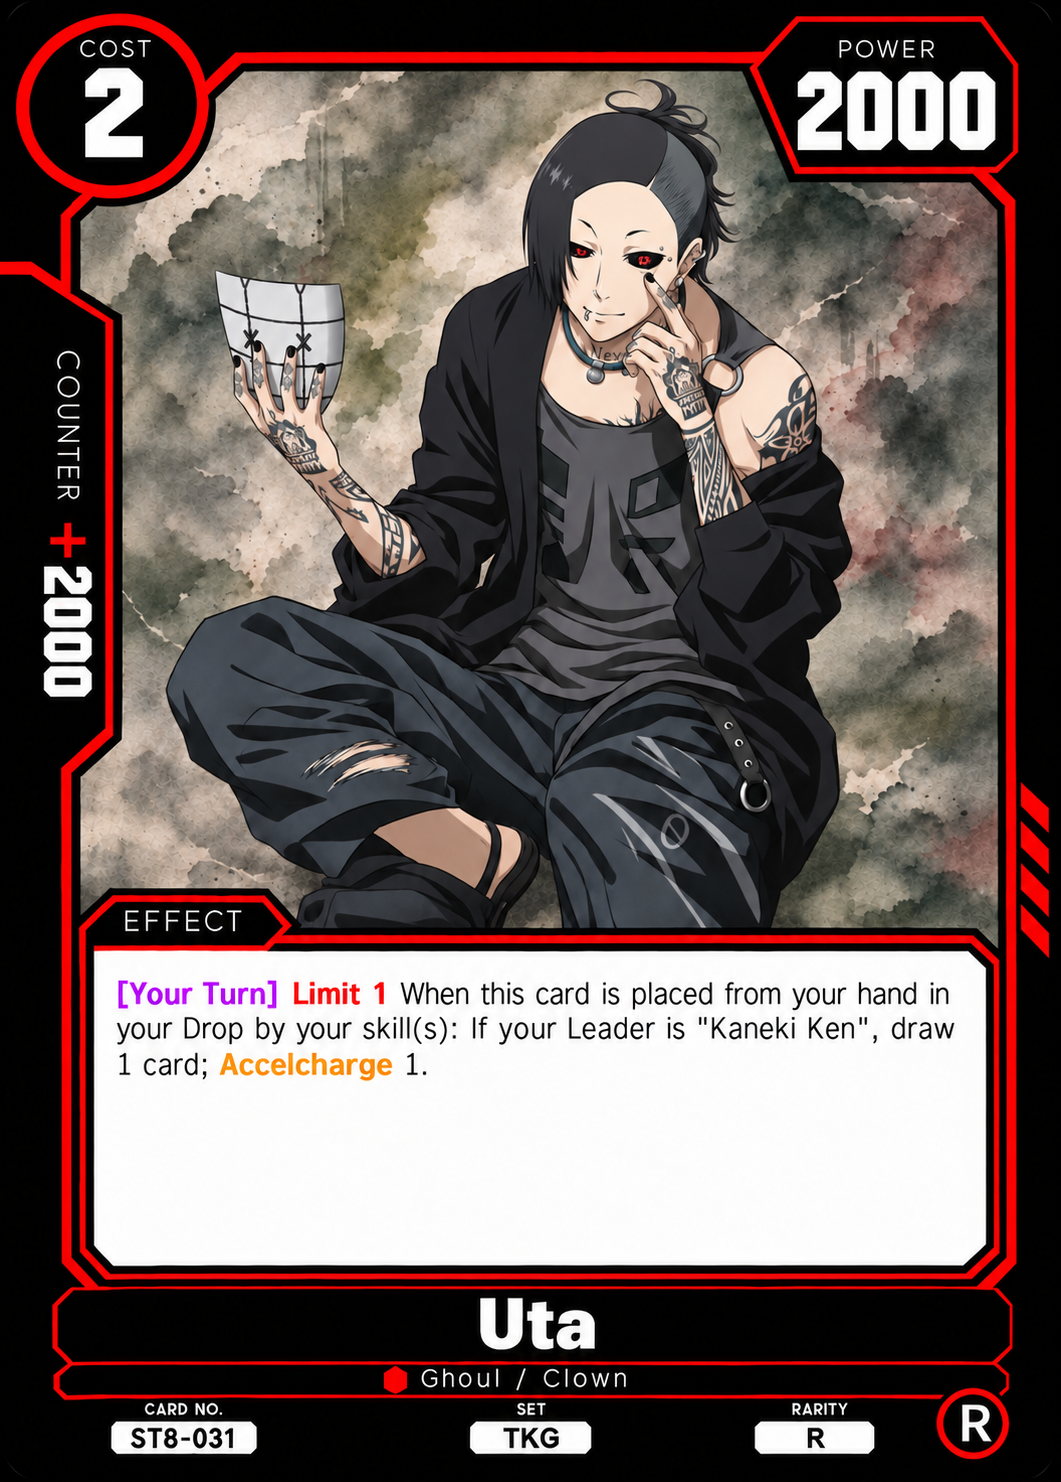 COST
2
POWER
2000
COUNTER +2000
Nev
EFFECT
[Your Turn] Limit 1 When this card is placed from your hand in
your Drop by your skill(s): If your Leader is "Kaneki Ken", draw
1 card; Accelcharge 1.
Uta
Ghoul / Clown
CARD NO.
ST8-031
SET
TKG
RARITY
R
R